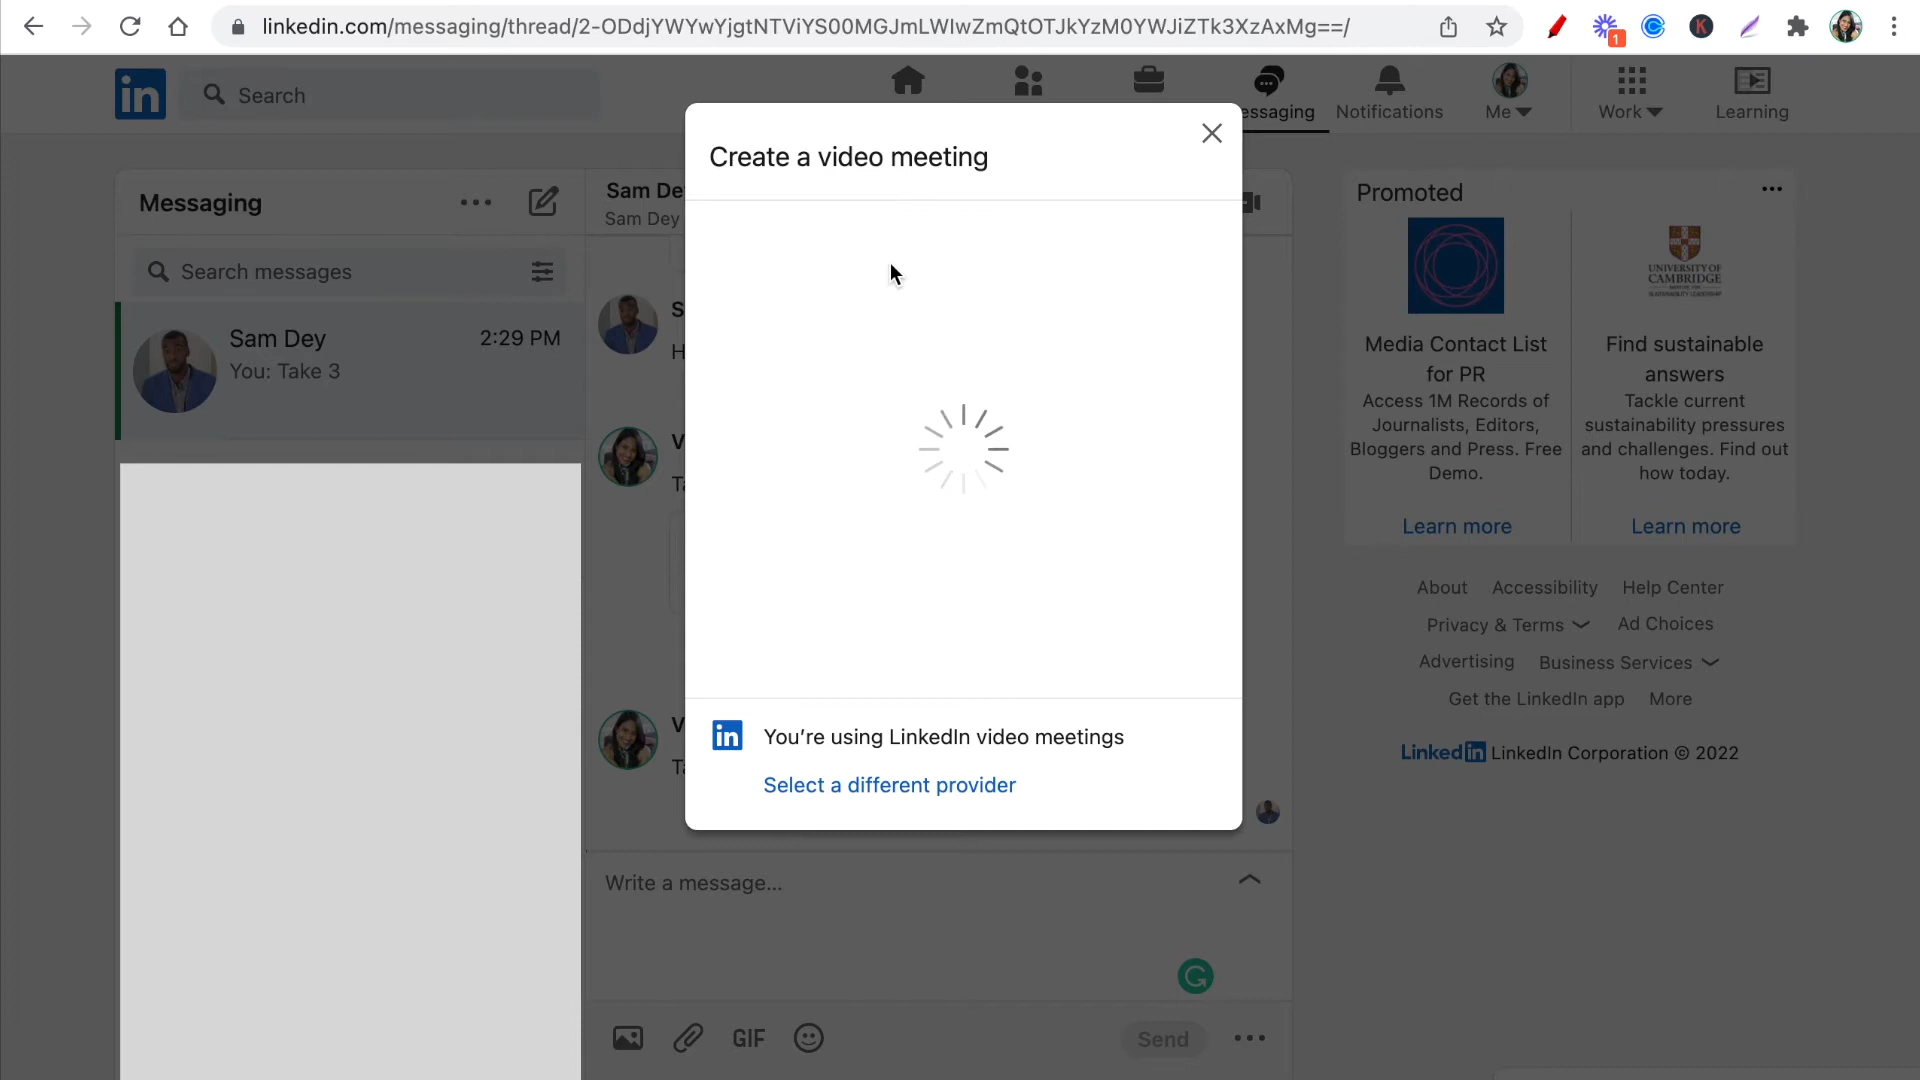 linkedin.com/messaging/thread/2-ODdjYWYwYjgtNTViYS00MGJmLWIwZmQtOTJkYzM0YWJiZTk3XzAxMg==/
1
K
in
Search
essaging
Notifications
Me
Work
Learning
Create a video meeting
Messaging
Sam De
Sam Dey
Promoted
Search messages
Sam Dey
2:29 PM
You: Take 3
S
H
V
Ta
V
Ta
UNIVERSITY OF
CAMBRIDGE
Media Contact List
for PR
Access 1M Records of
Journalists, Editors,
Bloggers and Press. Free
Demo.
Learn more
Find sustainable
answers
Tackle current
sustainability pressures
and challenges. Find out
how today.
Learn more
About Accessibility Help Center
Privacy & Terms Ad Choices
Advertising Business Services
Get the LinkedIn app More
LinkedIn LinkedIn Corporation © 2022
in You're using LinkedIn video meetings
Select a different provider
Write a message...
GIF
Send